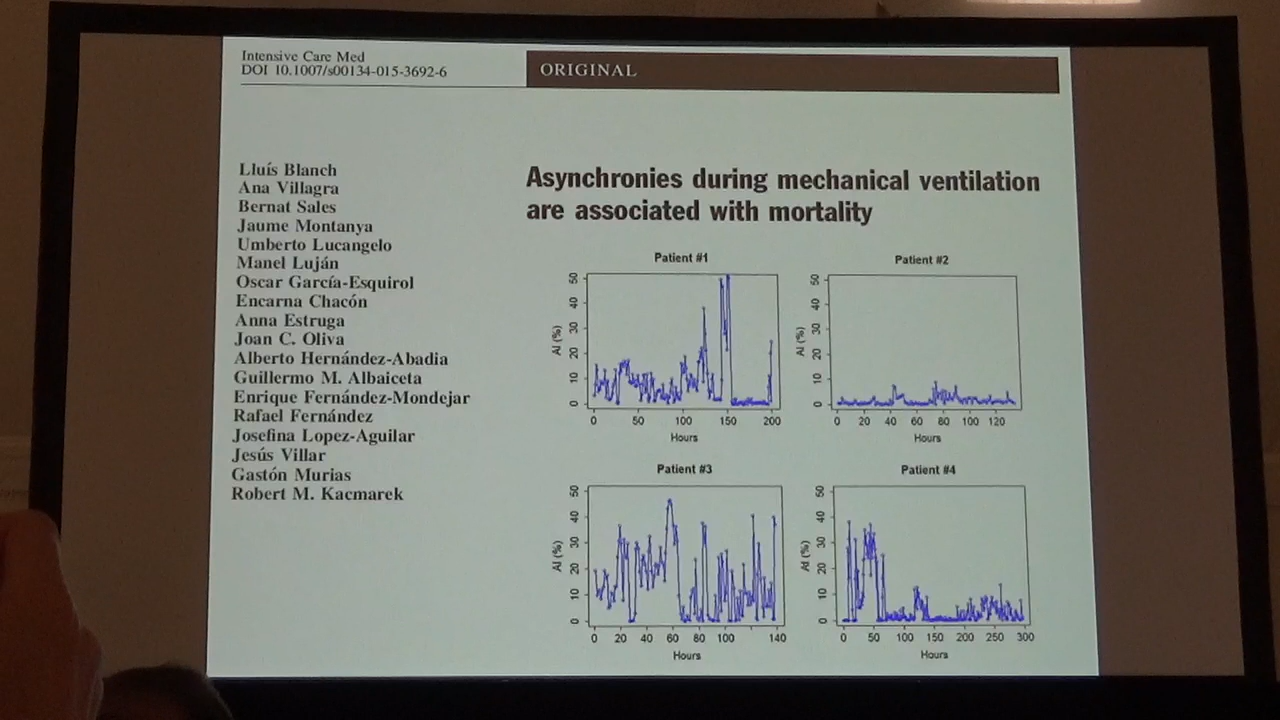 Intensive Care Med
DOI 10.1007/s00134-015-3692-6
ORIGINAL
Lluís Blanch
Ana Villagra
Bernat Sales
Jaume Montanya
Umberto Lucangelo
Manel Luján
Oscar García-Esquirol
Encarna Chacón
Anna Estruga
Joan C. Oliva
Alberto Hernández-Abadia
Guillermo M. Albaiceta
Enrique Fernández-Mondejar
Rafael Fernández
Josefina Lopez-Aguilar
Jesús Villar
Gastón Murias
Robert M. Kacmarek
Asynchronies during mechanical ventilation
are associated with mortality
Patient #1
AI (%)
50
40
30
20
10
0
0 50 100 150 200
Hours
Patient #2
AI (%)
50
40
30
20
10
0
0 20 40 60 80 100 120
Hours
Patient #3
AI (%)
50
40
30
20
10
0
0 20 40 60 80 100 140
Hours
Patient #4
AI (%)
50
40
30
20
10
0
0 50 100 150 200 250 300
Hours